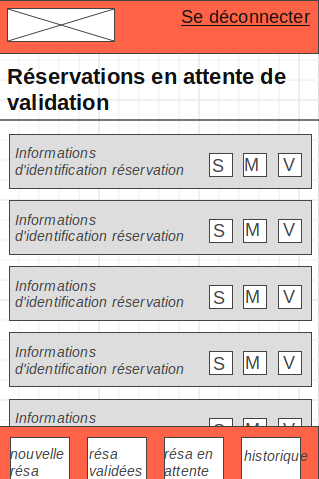 Se déconnecter
Réservations en attente de
validation
Informations
d'identification réservation
S M V
Informations
d'identification réservation
S M V
Informations
d'identification réservation
S M V
Informations
d'identification réservation
S M V
Informations
nouvelle
résa
résa
validées
résa en
attente
historique